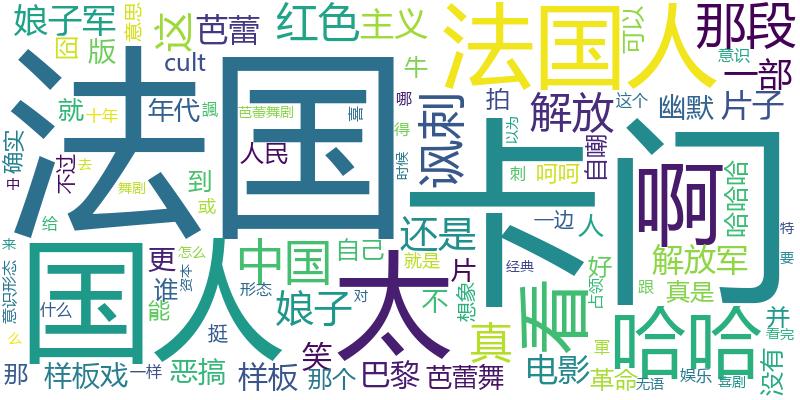 娘子军
囧
版
意思
这
芭蕾
cult
红色
主义
牛
法国人
可以
意识
那段
一部
法国
就
十年
年代
諷
芭蕾舞剧
喜
哪
得
时候
讽刺
拍
以为
刺
解放
自嘲
呵呵
这个
幽默
片子
卡门
啊
哈哈哈
确实
丑
不过
去
舞剧
到
或
人民
给
还是
一边
人
解放军
特
要
来
意识形态
么
国人
更
谁
能
怎么
资本
中国
自己
形态
娘子
对
太
就是
片
不
想象
经典
看
好
占领
跟
真是
并
看完
没有
什么
那
样板戏
一样
恶搞
挺
样板
笑
那个
巴黎
芭蕾舞
真
电影
軍
革命
哈哈
无语
娱乐
喜剧